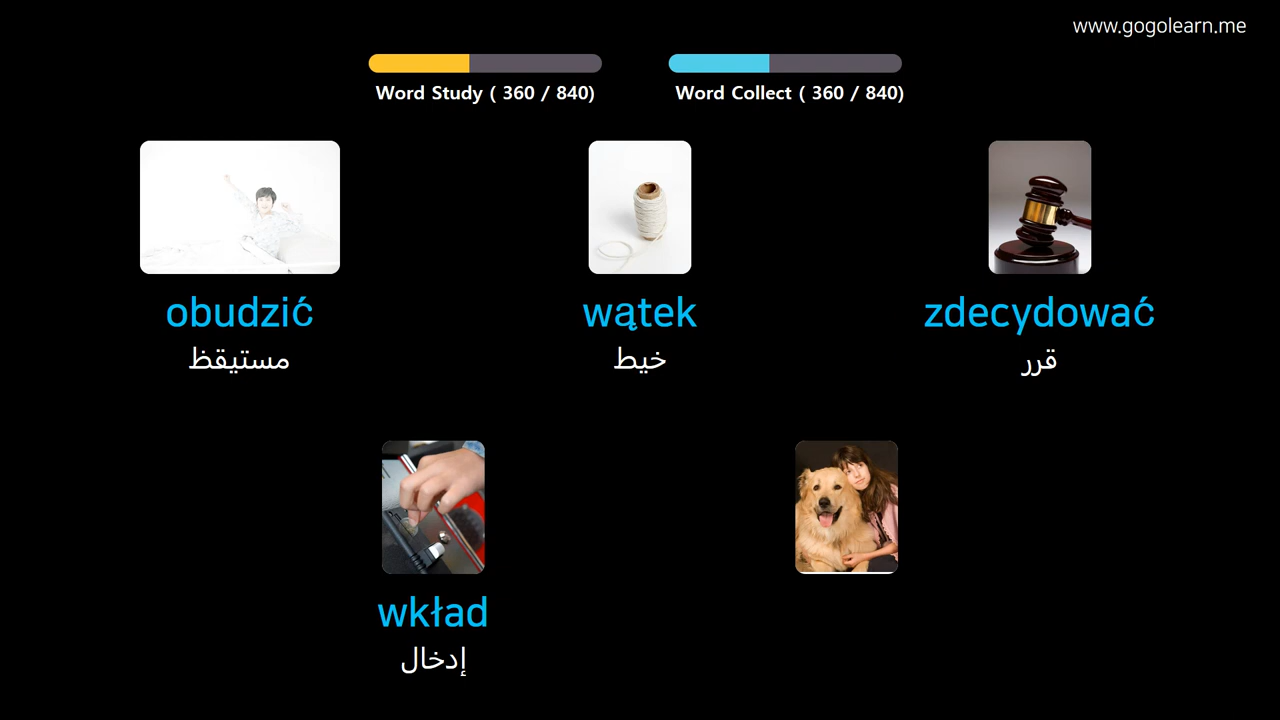 www.gogolearn.me
Word Study ( 360 / 840)
Word Collect ( 360 / 840)
obudzić
مستيقظ
wątek
خيط
zdecydować
قرر
wkład
إدخال